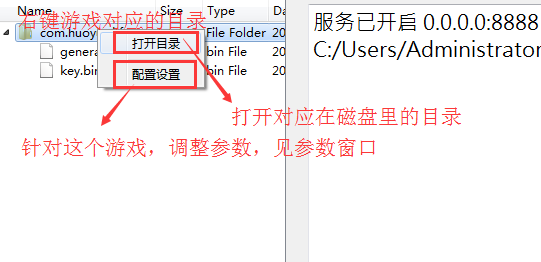 Name Size Type
右键游戏对应的目录
com.huoy File Folder 20
genera bin File 20
key.bin bin File 20
打开目录
配置设置
打开对应在磁盘里的目录
针对这个游戏，调整参数，见参数窗口
服务已开启 0.0.0.0:8888
C:/Users/Administrator